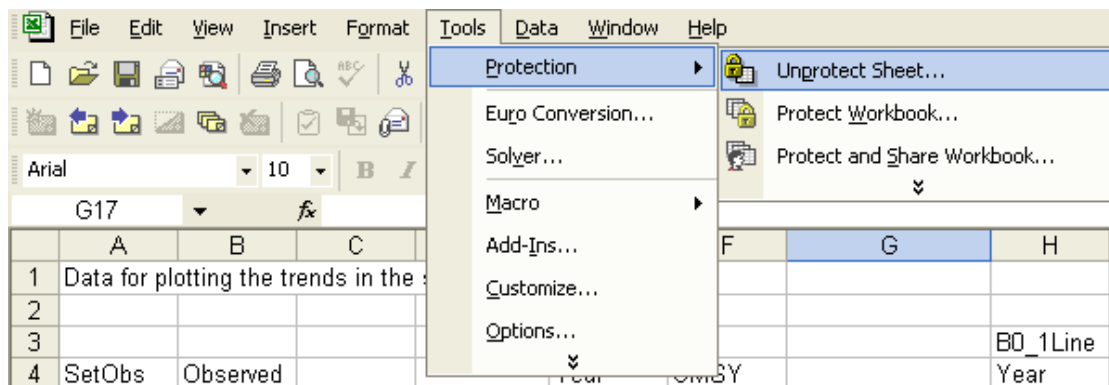 File Edit View Insert Format Tools Data Window Help
Protection
Unprotect Sheet...
Euro Conversion...
Protect Workbook...
Solver...
Protect and Share Workbook...
Macro
Add-Ins...
Customize...
Options...
ABC
Arial 10 B I
G17 fx
A B C F G H
1 Data for plotting the trends in the
2
3 B0_1Line
4 SetObs Observed Year